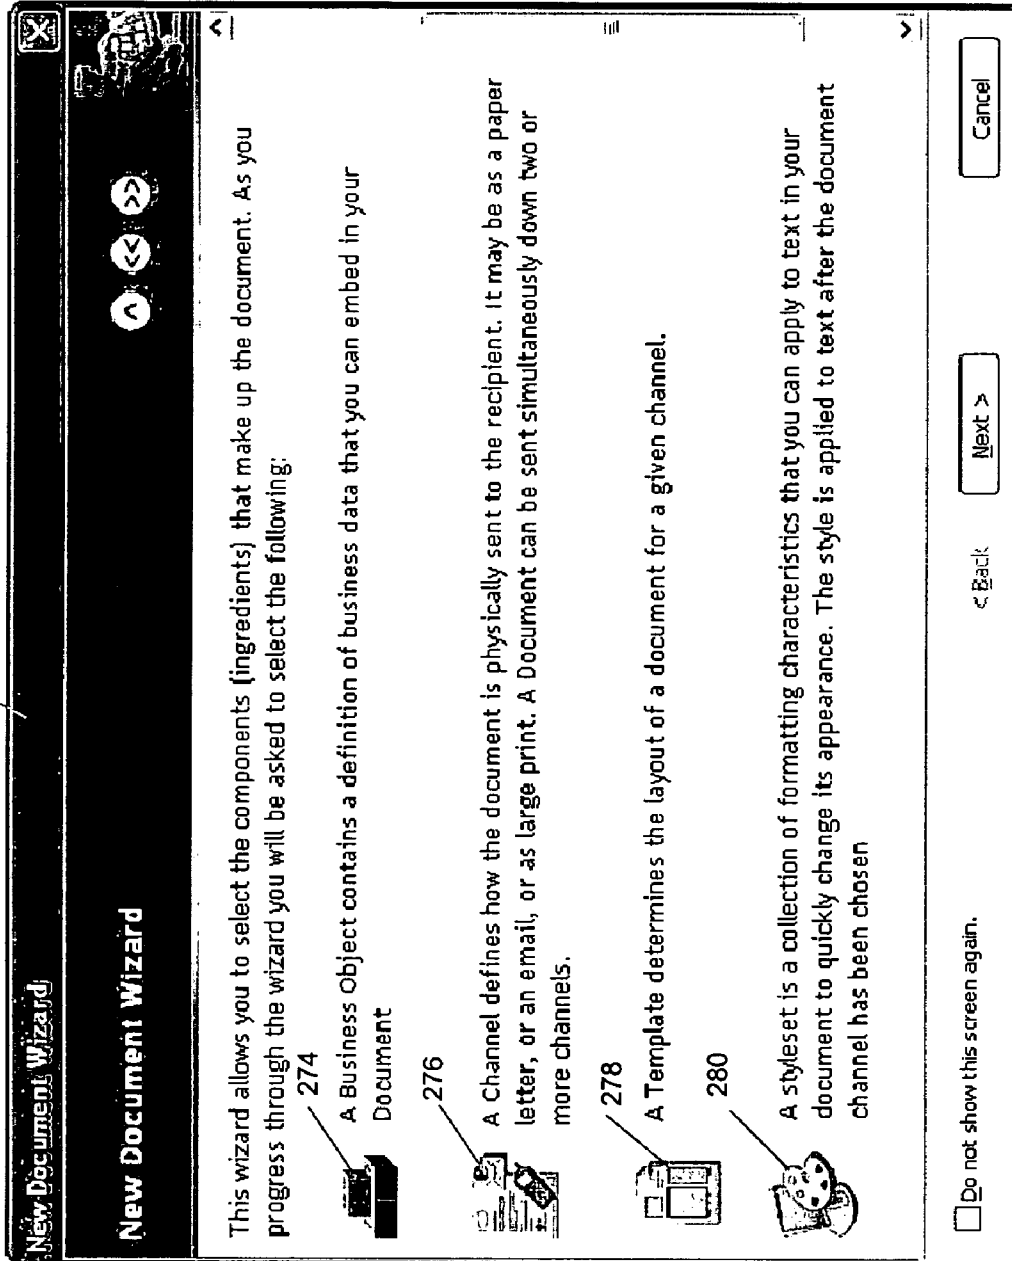 New Document Wizard
New Document Wizard
This wizard allows you to select the components (ingredients) that make up the document. As you
progress through the wizard you will be asked to select the following:
274
A Business Object contains a definition of business data that you can embed in your
Document
276
A Channel defines how the document is physically sent to the recipient. It may be as a paper
letter, or an email, or as large print. A Document can be sent simultaneously down two or
more channels.
278
A Template determines the layout of a document for a given channel.
280
A styleset is a collection of formatting characteristics that you can apply to text in your
document to quickly change its appearance. The style is applied to text after the document
channel has been chosen
Do not show this screen again.
< Back
Next >
Cancel